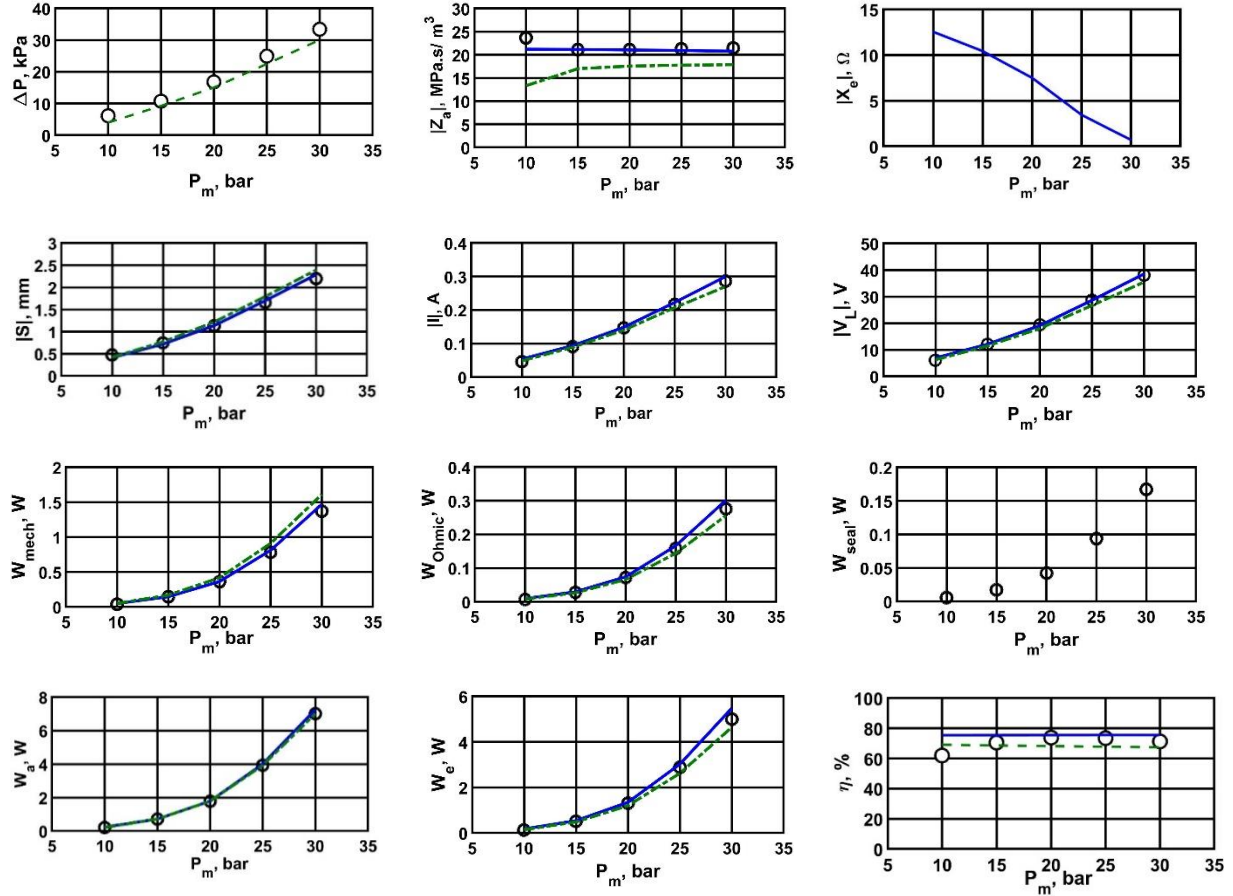 ΔP, kPa
40
30
20
10
0
5 10 15 20 25 30 35
P_m, bar
|Z_a|, MPa.s/ m³
30
25
20
15
10
5
0
5 10 15 20 25 30 35
P_m, bar
|X_e|, Ω
15
10
5
0
5 10 15 20 25 30 35
P_m, bar
|S|, mm
3
2.5
2
1.5
1
0.5
0
5 10 15 20 25 30 35
P_m, bar
|I|, A
0.4
0.3
0.2
0.1
0
5 10 15 20 25 30 35
P_m, bar
|V_L|, V
50
40
30
20
10
0
5 10 15 20 25 30 35
P_m, bar
W_mech, W
2
1.5
1
0.5
0
5 10 15 20 25 30 35
P_m, bar
W_Ohmic, W
0.4
0.3
0.2
0.1
0
5 10 15 20 25 30 35
P_m, bar
W_seal, W
0.2
0.15
0.1
0.05
0
5 10 15 20 25 30 35
P_m, bar
W_a, W
8
6
4
2
0
5 10 15 20 25 30 35
P_m, bar
W_e, W
6
4
2
0
5 10 15 20 25 30 35
P_m, bar
η, %
100
80
60
40
20
0
5 10 15 20 25 30 35
P_m, bar